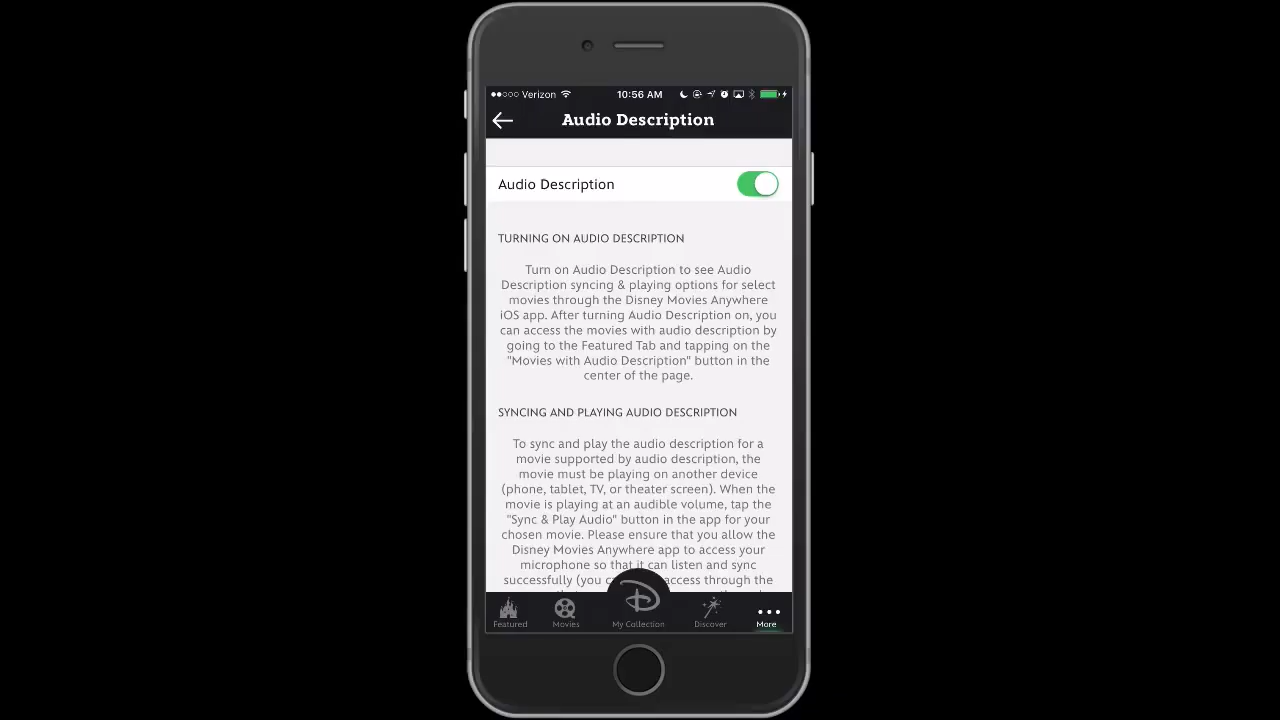 Verizon 10:56 AM
Audio Description
Audio Description
TURNING ON AUDIO DESCRIPTION
Turn on Audio Description to see Audio
Description syncing & playing options for select
movies through the Disney Movies Anywhere
iOS app. After turning Audio Description on, you
can access the movies with audio description by
going to the Featured Tab and tapping on the
"Movies with Audio Description" button in the
center of the page.
SYNCING AND PLAYING AUDIO DESCRIPTION
To sync and play the audio description for a
movie supported by audio description, the
movie must be playing on another device
(phone, tablet, TV, or theater screen). When the
movie is playing at an audible volume, tap the
"Sync & Play Audio" button in the app for your
chosen movie. Please ensure that you allow the
Disney Movies Anywhere app to access your
microphone so that it can listen and sync
successfully (you access through the
Featured Movies My Collection Discover More